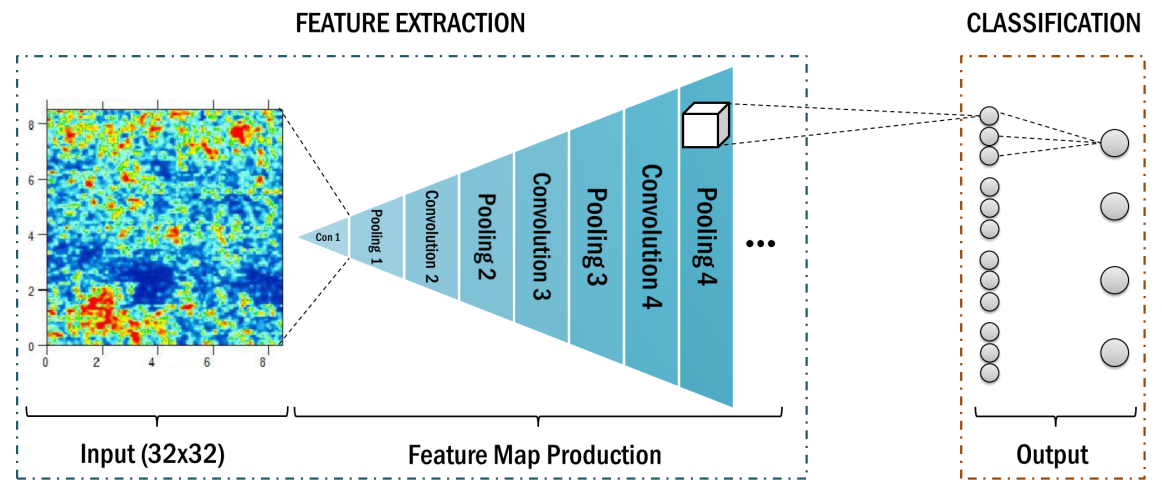 FEATURE EXTRACTION
CLASSIFICATION
8
6
4
2
0
0
2
4
6
8
Con 1
Pooling 1
Convolution 2
Pooling 2
Convolution 3
Pooling 3
Convolution 4
Pooling 4
...
Input (32x32)
Feature Map Production
Output